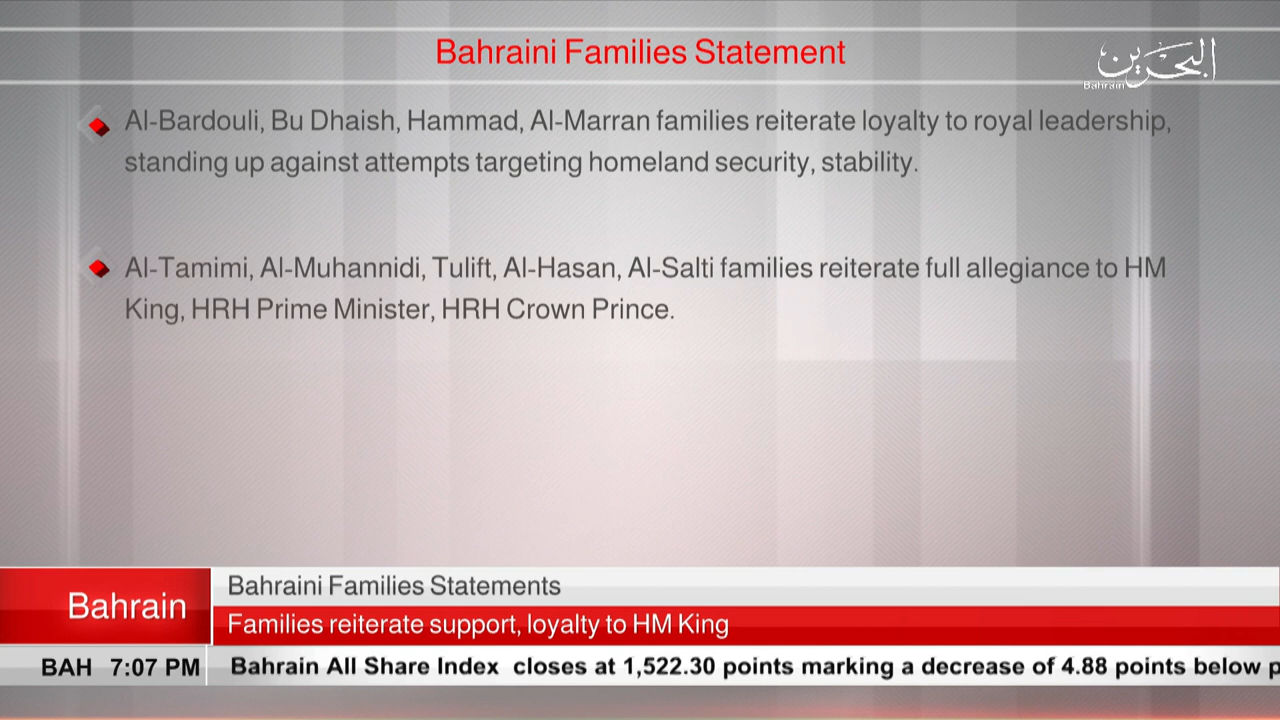 Bahraini Families Statement
البحرين
Bahrain
Al-Bardouli, Bu Dhaish, Hammad, Al-Marran families reiterate loyalty to royal leadership,
standing up against attempts targeting homeland security, stability.
Al-Tamimi, Al-Muhannidi, Tulift, Al-Hasan, Al-Salti families reiterate full allegiance to HM
King, HRH Prime Minister, HRH Crown Prince.
Bahrain
Bahraini Families Statements
Families reiterate support, loyalty to HM King
BAH 7:07 PM
Bahrain All Share Index closes at 1,522.30 points marking a decrease of 4.88 points below p